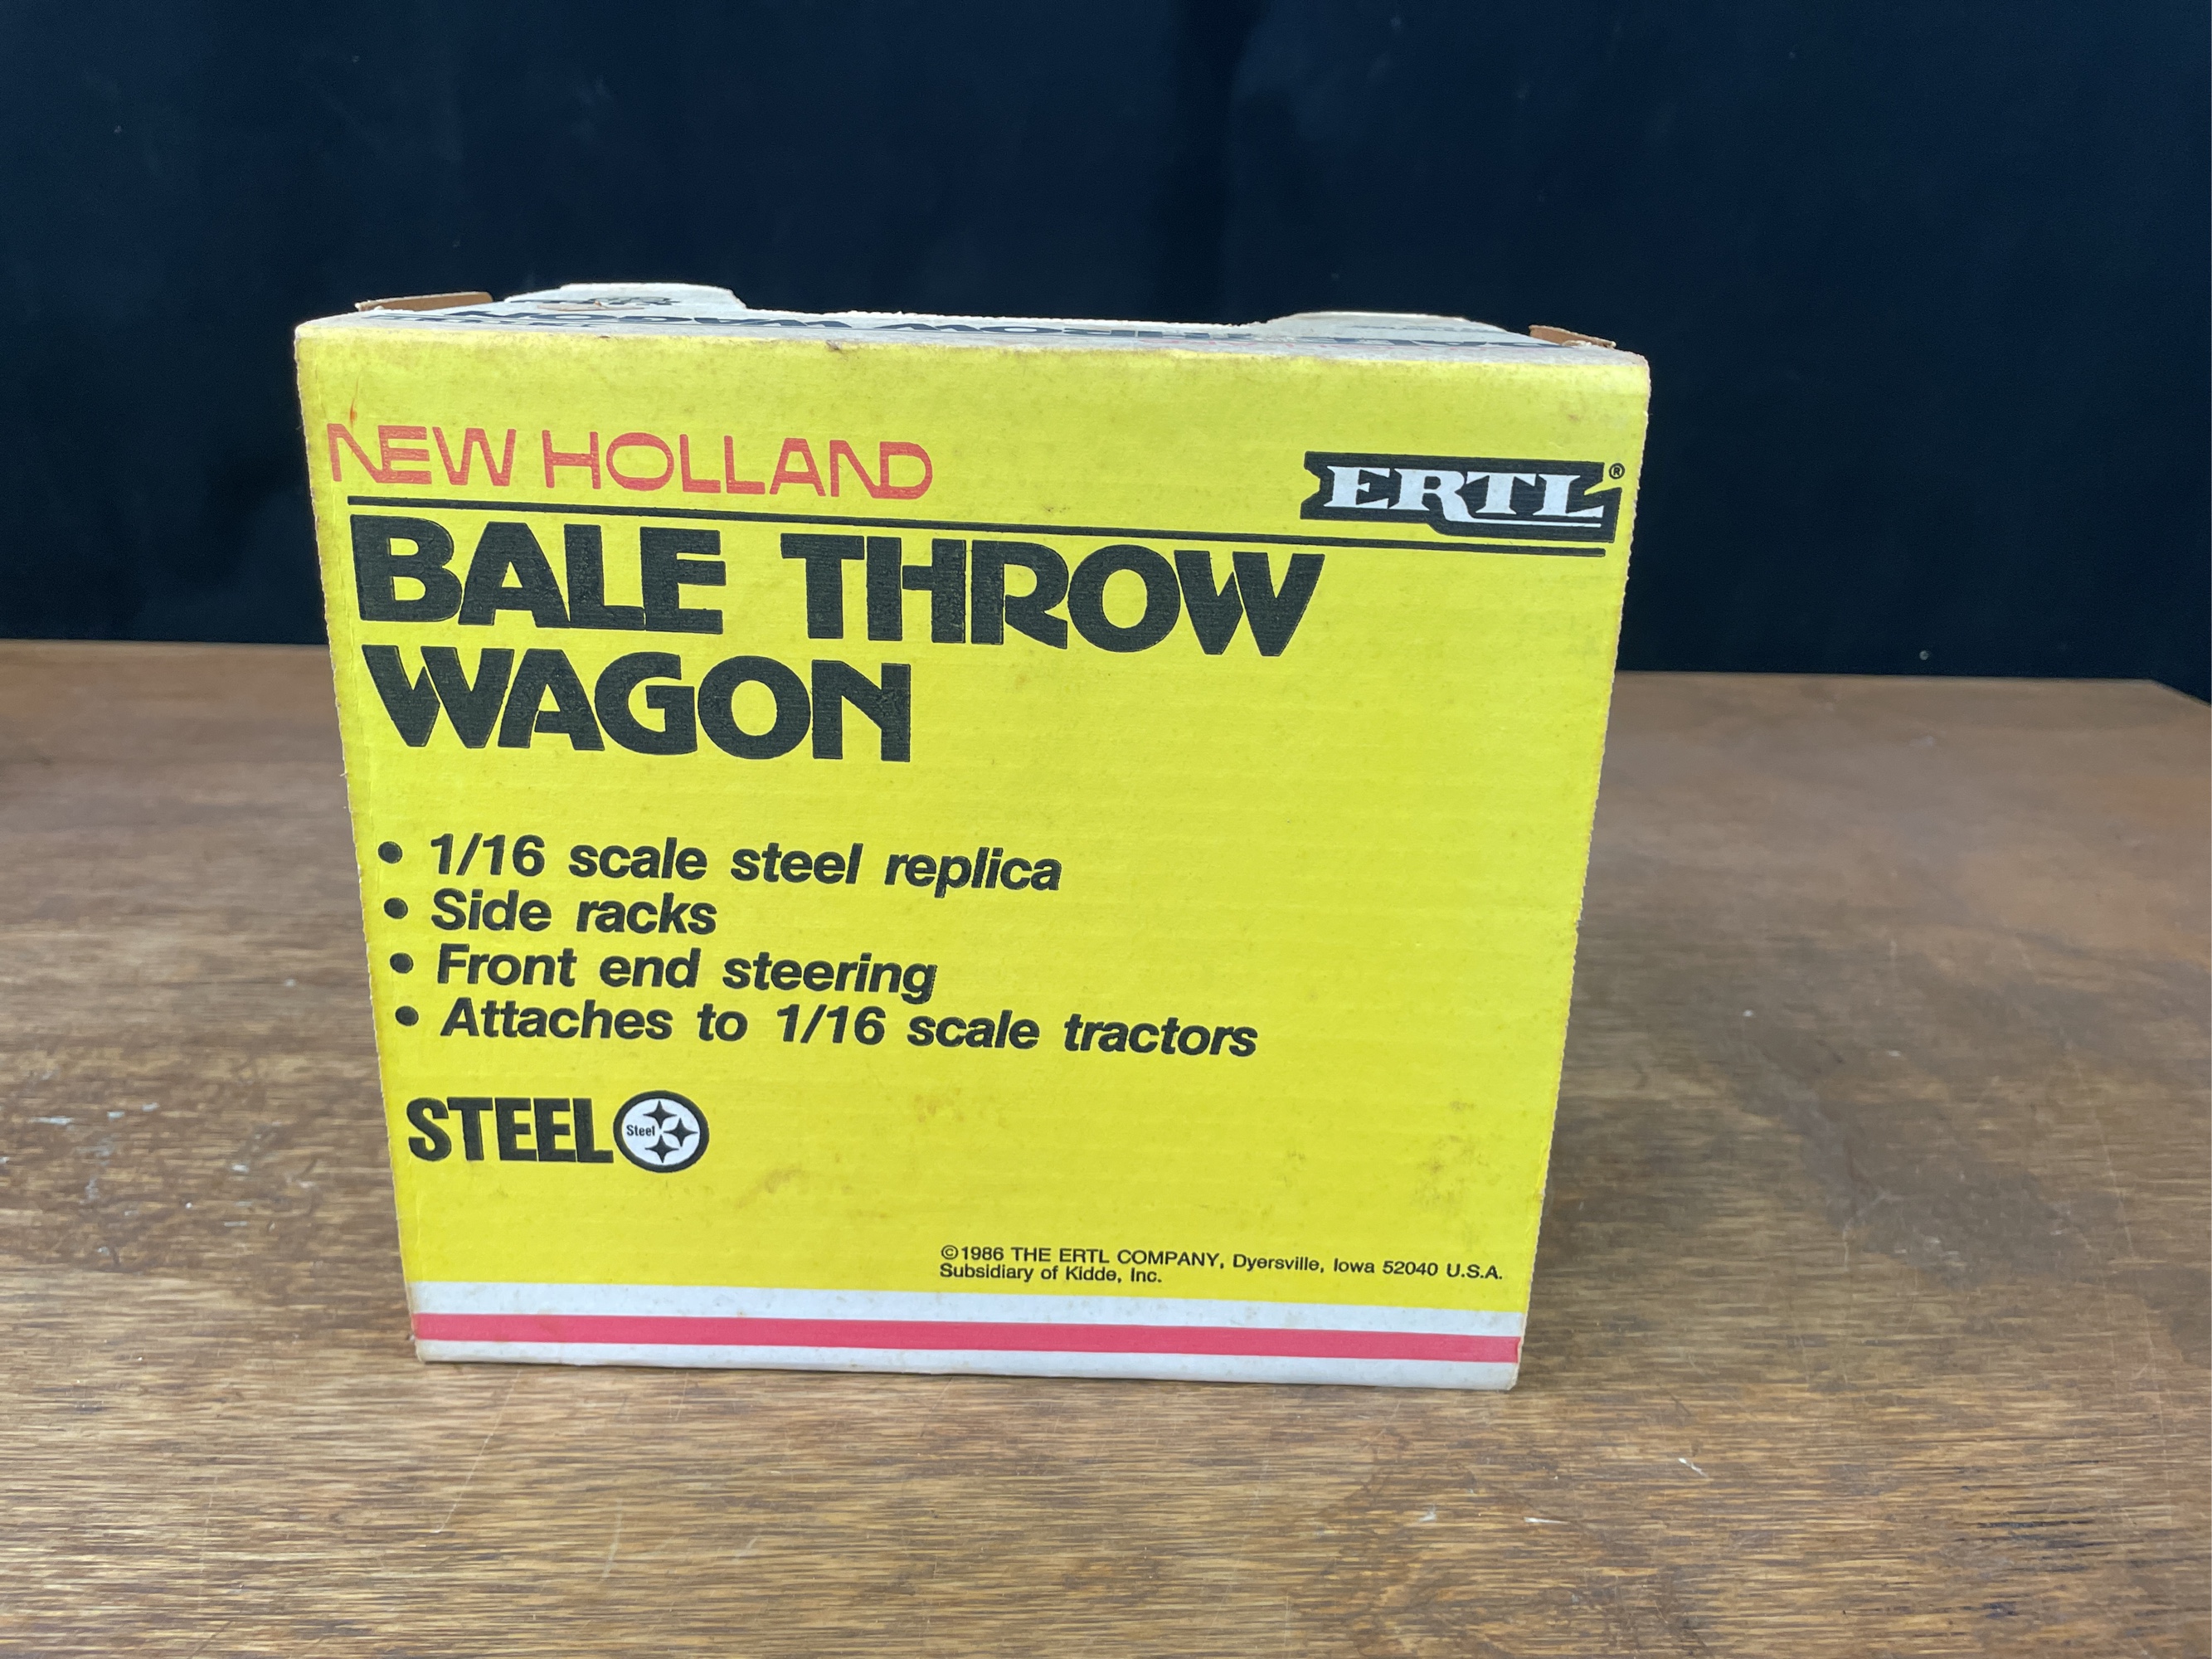 NEW HOLLAND
ERTL®
BALE THROW
WAGON
• 1/16 scale steel replica
• Side racks
• Front end steering
• Attaches to 1/16 scale tractors
STEEL Steel
©1986 THE ERTL COMPANY, Dyersville, Iowa 52040 U.S.A.
Subsidiary of Kidde, Inc.